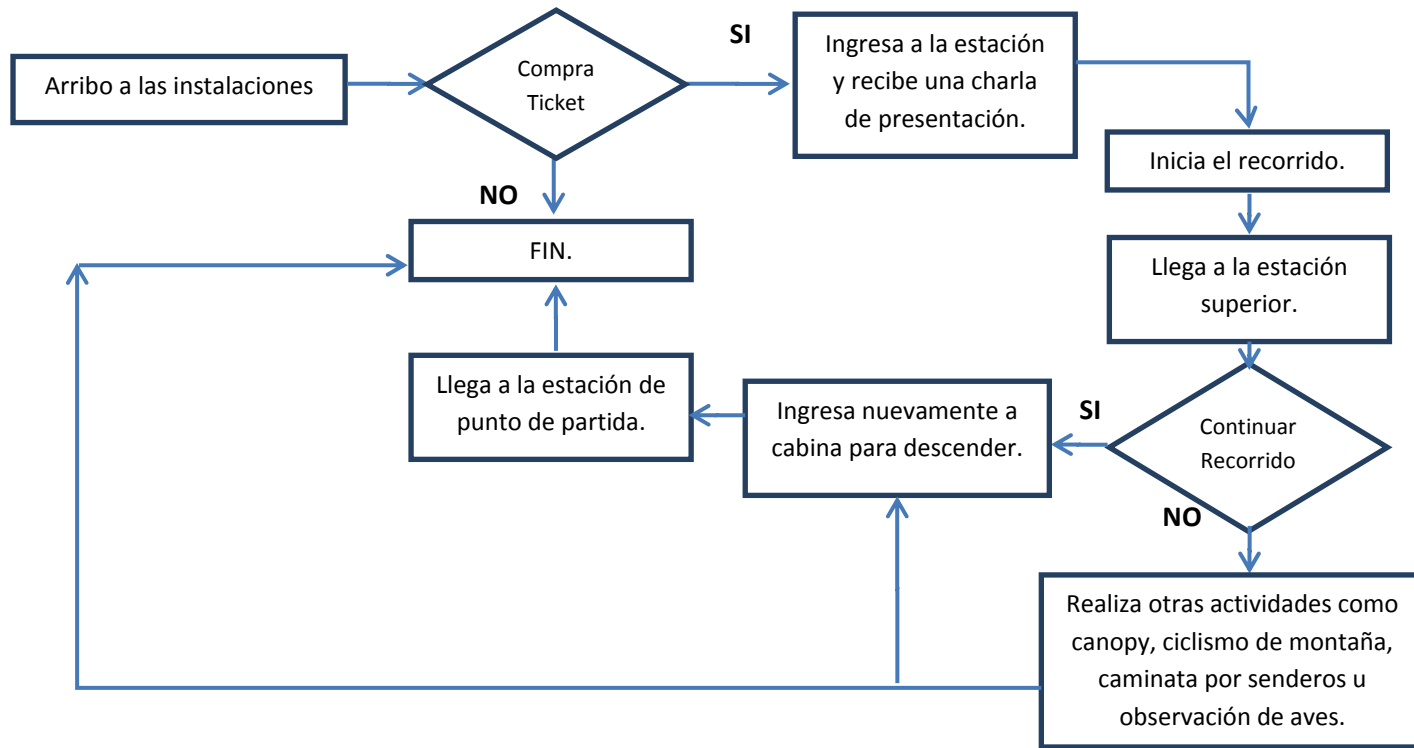 Arribo a las instalaciones
Compra
Ticket
SI
Ingresa a la estación
y recibe una charla
de presentación.
Inicia el recorrido.
NO
FIN.
Llega a la estación
superior.
Llega a la estación de
punto de partida.
Ingresa nuevamente a
cabina para descender.
SI
Continuar
Recorrido
NO
Realiza otras actividades como
canopy, ciclismo de montaña,
caminata por senderos u
observación de aves.